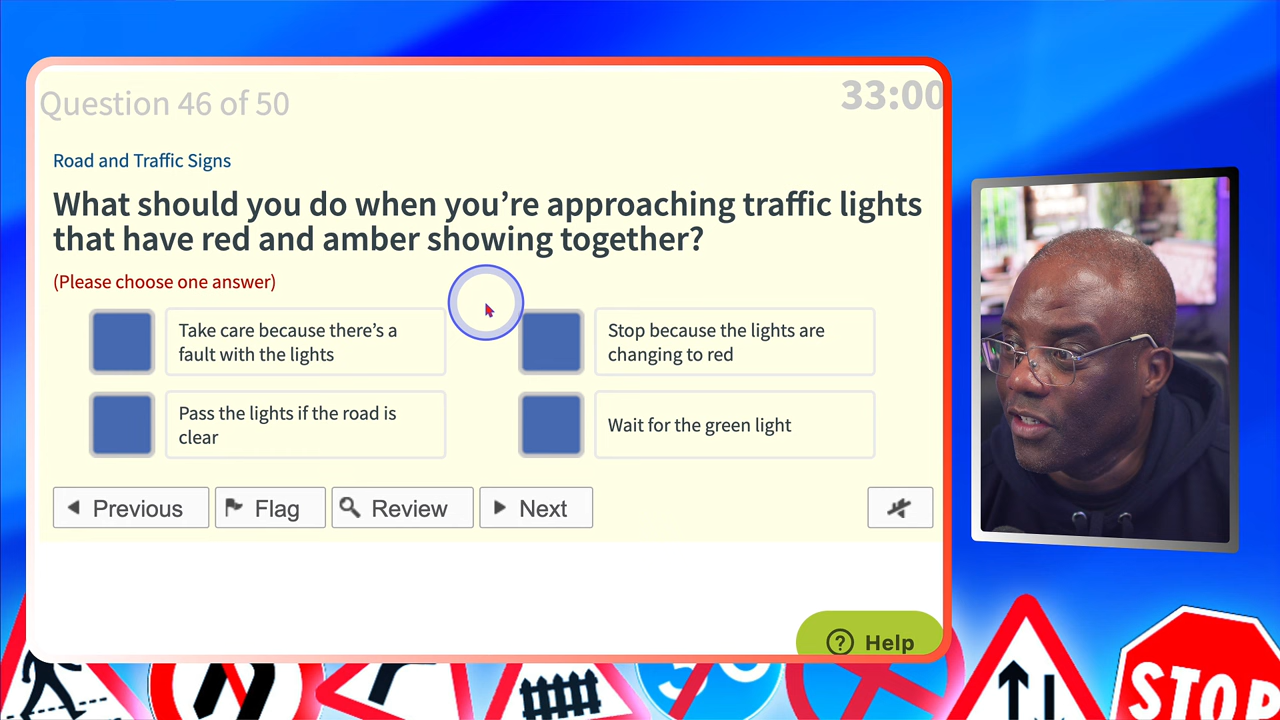 Question 46 of 50
33:00
Road and Traffic Signs
What should you do when you’re approaching traffic lights
that have red and amber showing together?
(Please choose one answer)
Take care because there’s a
fault with the lights
Stop because the lights are
changing to red
Pass the lights if the road is
clear
Wait for the green light
Previous
Flag
Review
Next
Help
STOP